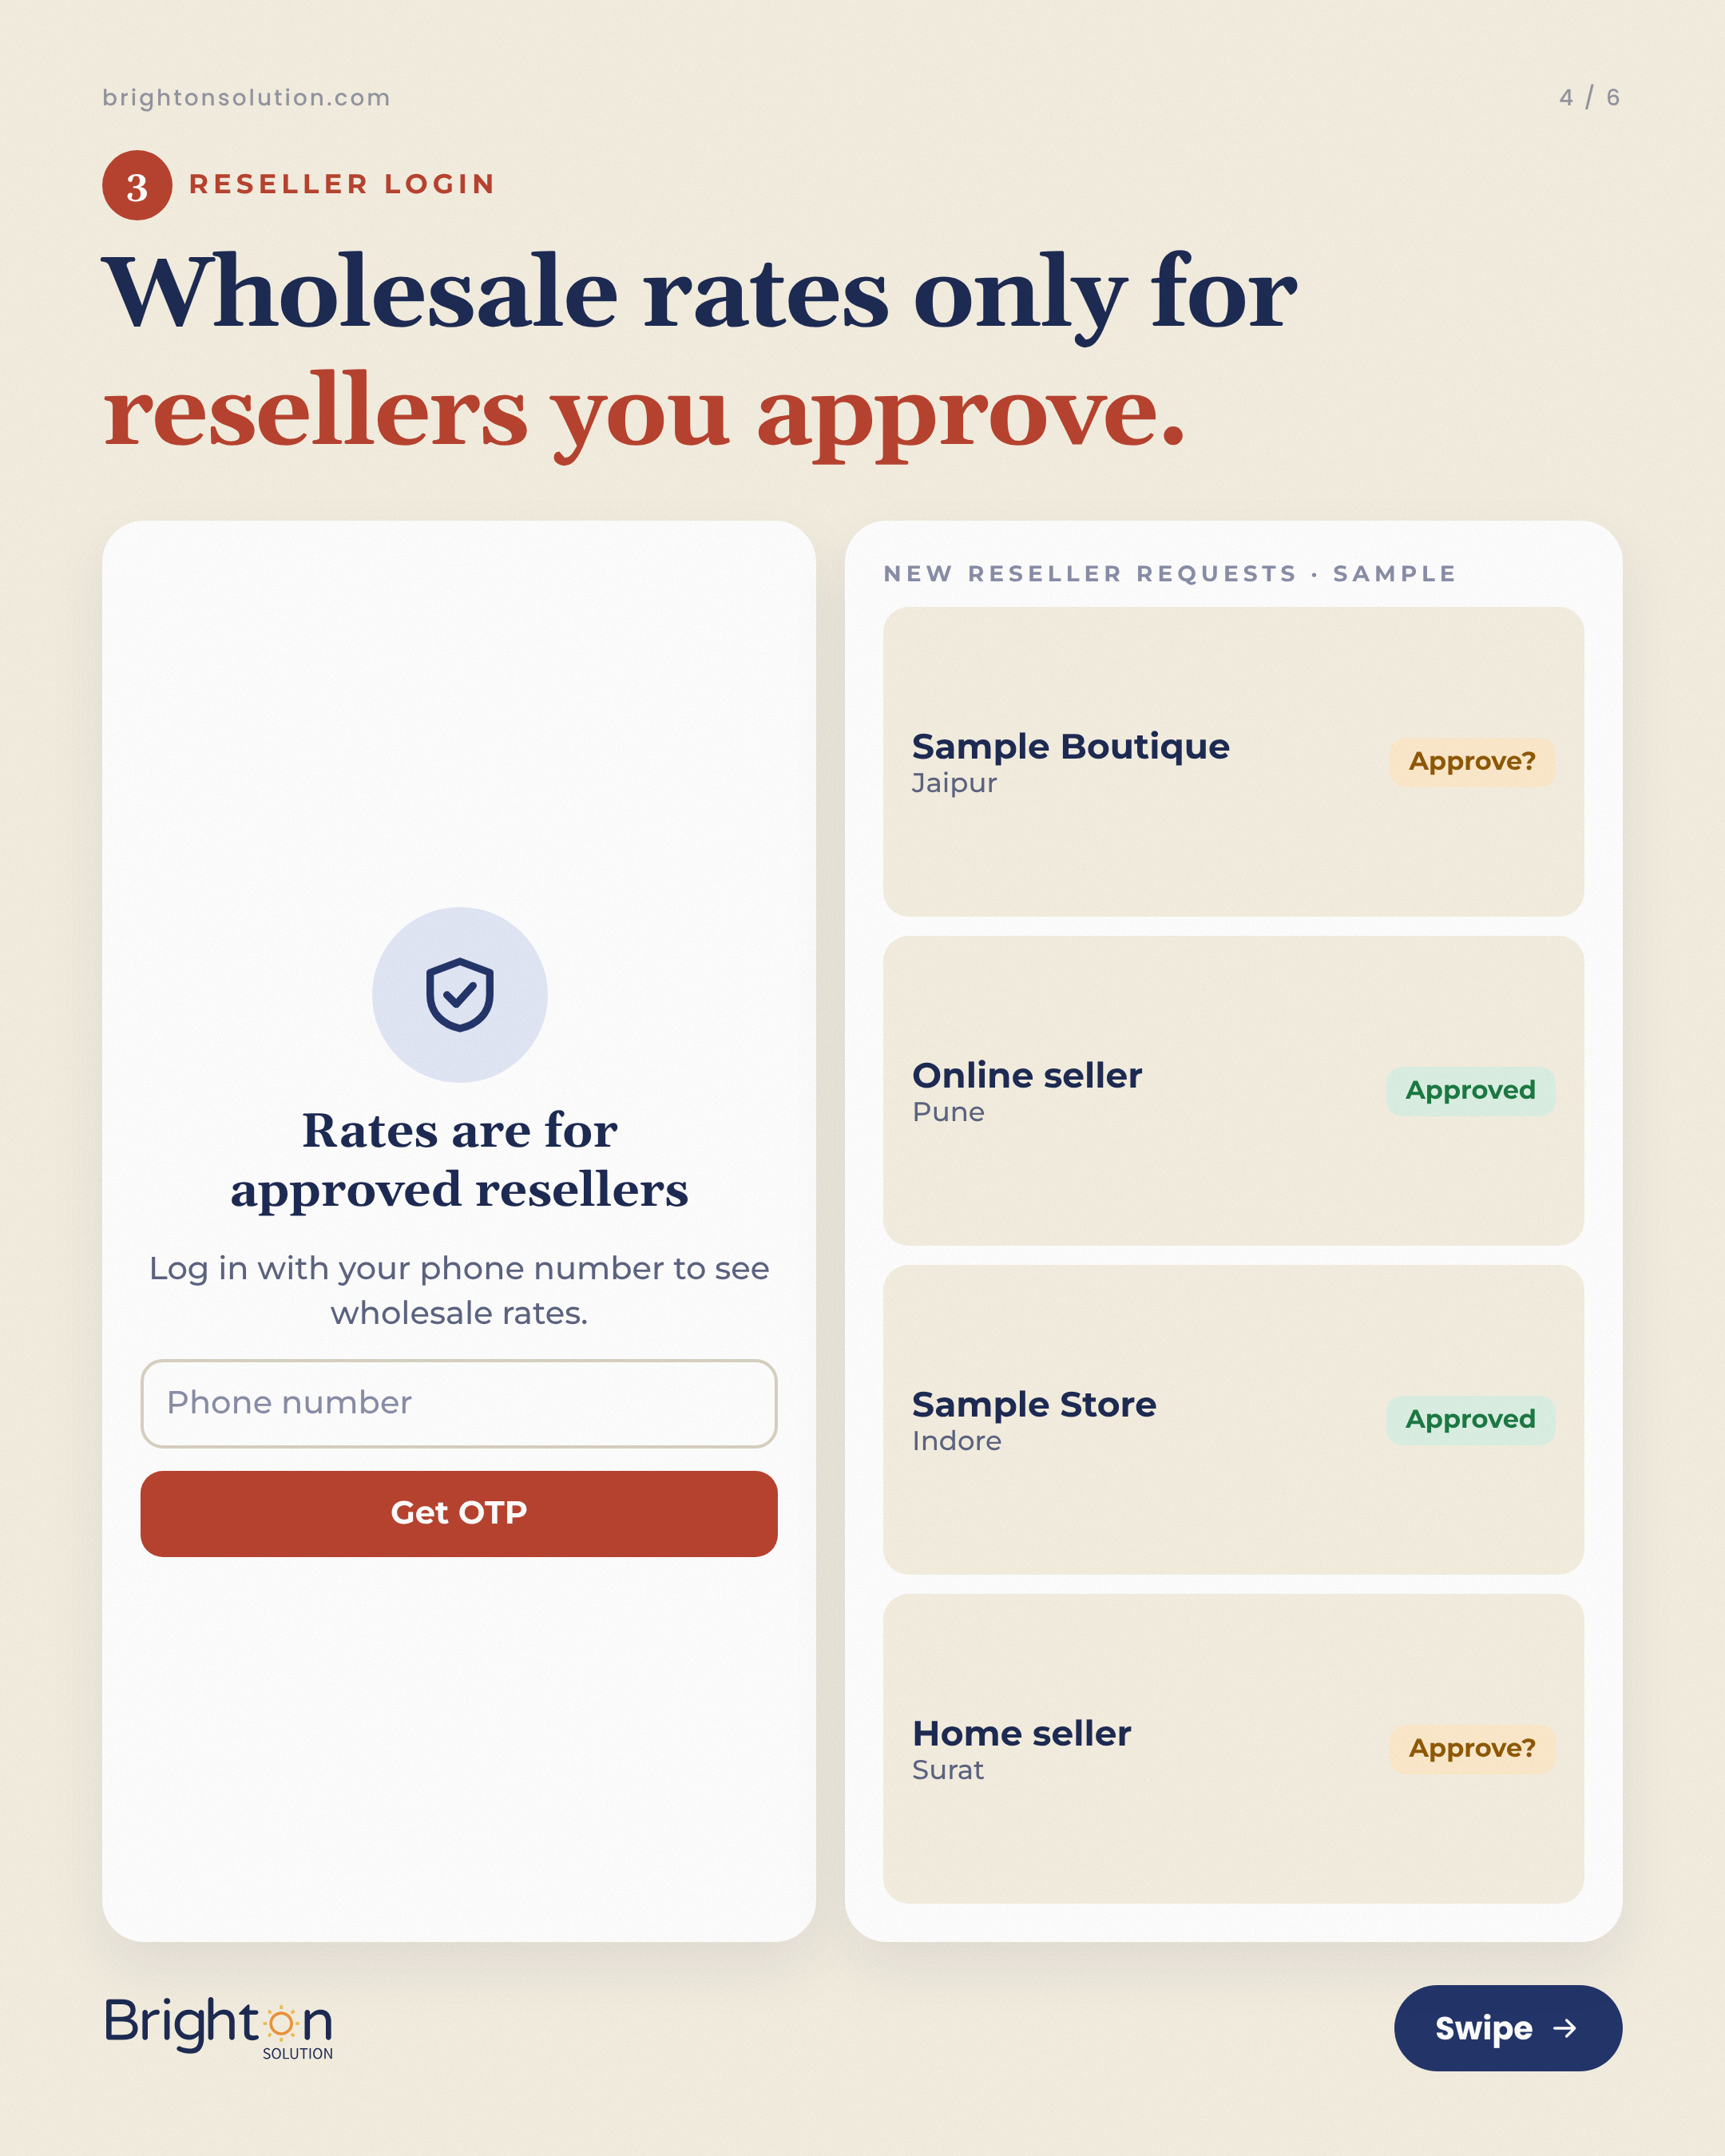 brightonsolution.com
4 / 6
3
RESELLER LOGIN
Wholesale rates only for
resellers you approve.
Rates are for
approved resellers
Log in with your phone number to see
wholesale rates.
Phone number
Get OTP
NEW RESELLER REQUESTS · SAMPLE
Sample Boutique
Jaipur
Approve?
Online seller
Pune
Approved
Sample Store
Indore
Approved
Home seller
Surat
Approve?
Brighton
SOLUTION
Swipe →